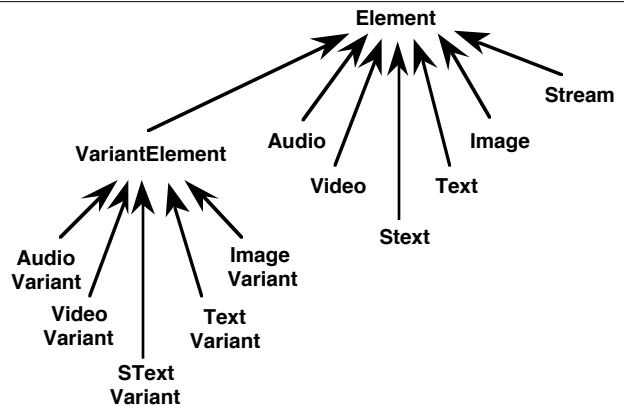 Element
Stream
Audio
Image
VariantElement
Video
Text
Stext
Audio
Variant
Image
Variant
Video
Variant
Text
Variant
SText
Variant